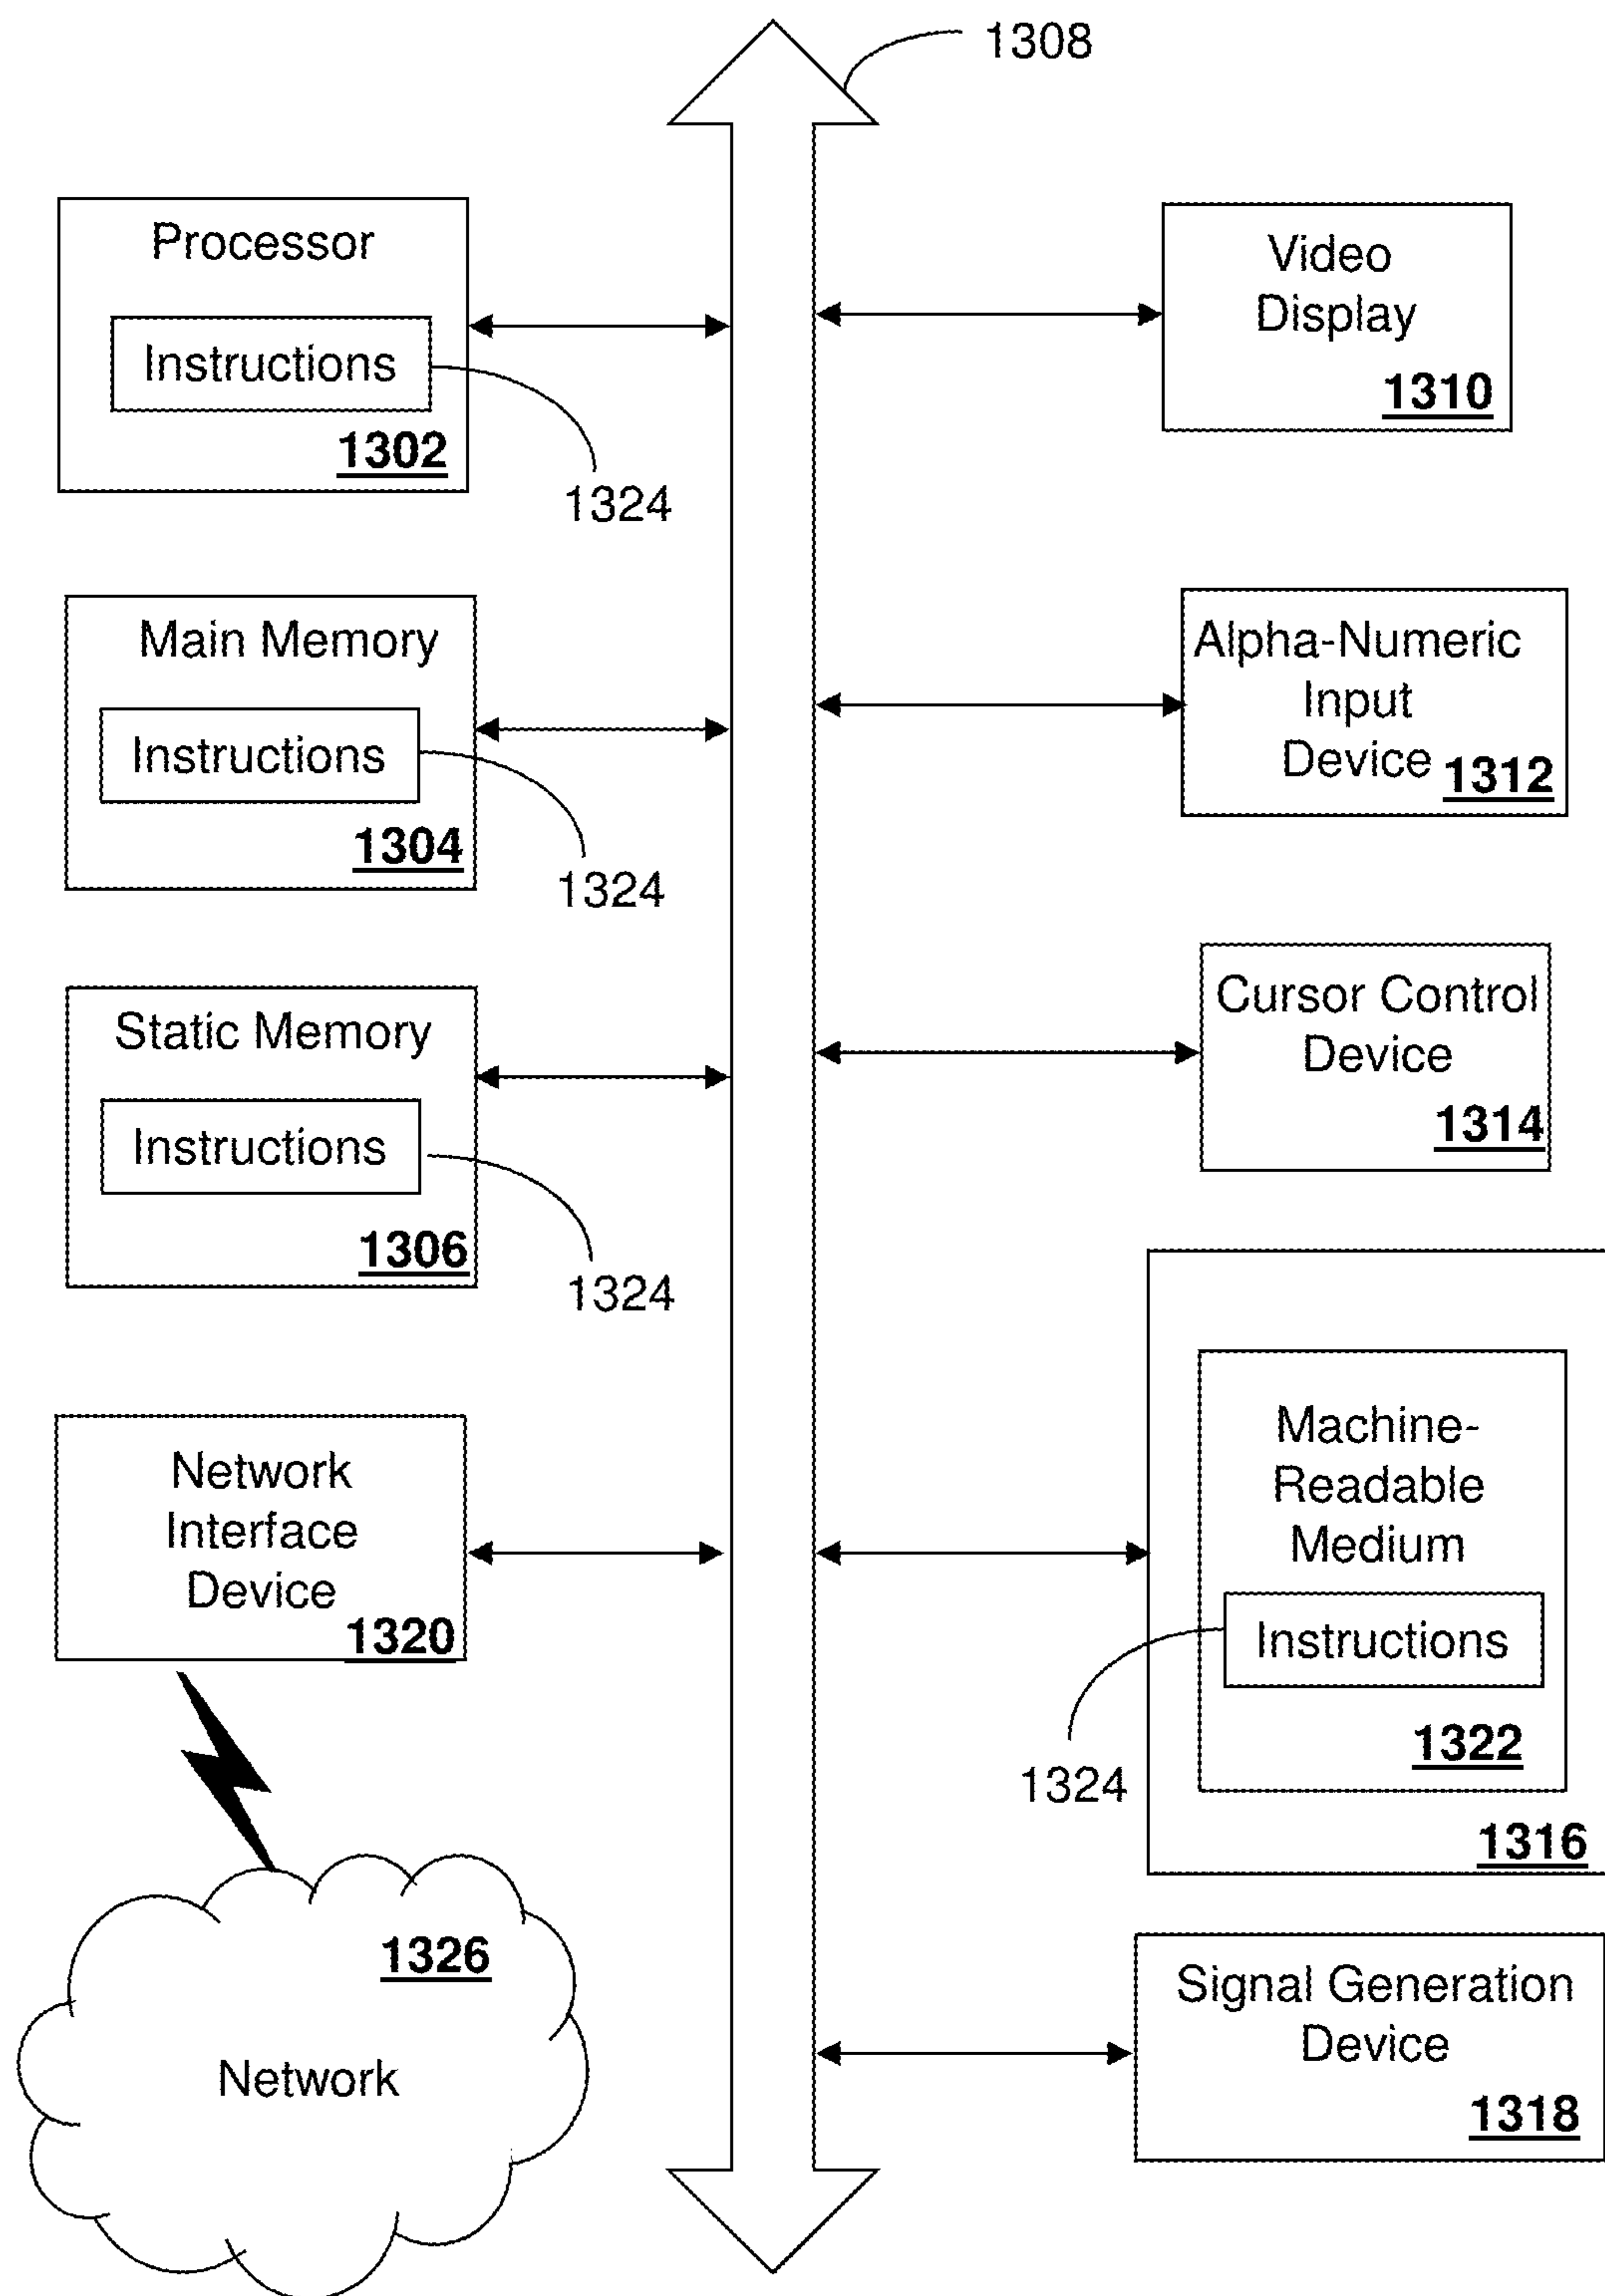 1308
Processor
Instructions
1302
1324
Main Memory
Instructions
1304
1324
Static Memory
Instructions
1306
1324
Network
Interface
Device
1320
1326
Network
Video
Display
1310
Alpha-Numeric
Input
Device
1312
Cursor Control
Device
1314
Machine-
Readable
Medium
Instructions
1322
1324
1316
Signal Generation
Device
1318